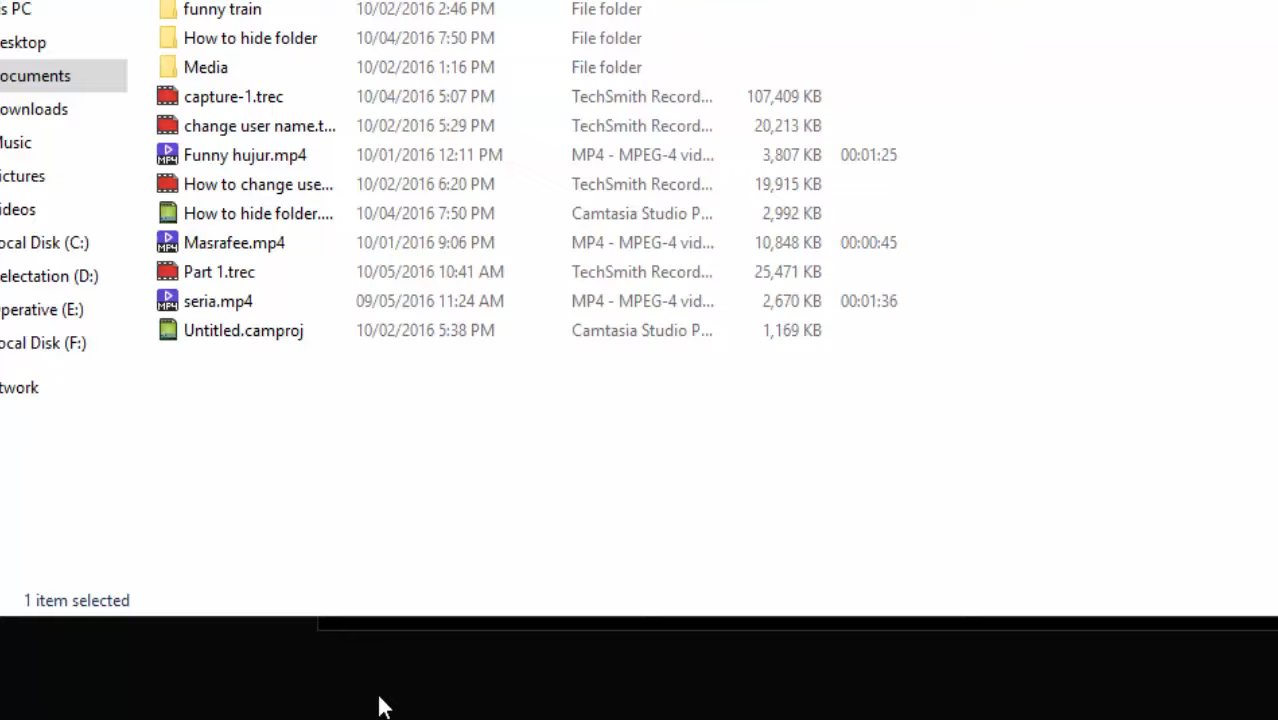 is PC
esktop
ocuments
ownloads
Music
ictures
ideos
ocal Disk (C:)
electation (D:)
perative (E:)
ocal Disk (F:)
twork
funny train 10/02/2016 2:46 PM File folder
How to hide folder 10/04/2016 7:50 PM File folder
Media 10/02/2016 1:16 PM File folder
capture-1.trec 10/04/2016 5:07 PM TechSmith Record... 107,409 KB
change user name.t... 10/02/2016 5:29 PM TechSmith Record... 20,213 KB
Funny hujur.mp4 10/01/2016 12:11 PM MP4 - MPEG-4 vid... 3,807 KB 00:01:25
How to change use... 10/02/2016 6:20 PM TechSmith Record... 19,915 KB
How to hide folder.... 10/04/2016 7:50 PM Camtasia Studio P... 2,992 KB
Masrafee.mp4 10/01/2016 9:06 PM MP4 - MPEG-4 vid... 10,848 KB 00:00:45
Part 1.trec 10/05/2016 10:41 AM TechSmith Record... 25,471 KB
seria.mp4 09/05/2016 11:24 AM MP4 - MPEG-4 vid... 2,670 KB 00:01:36
Untitled.camproj 10/02/2016 5:38 PM Camtasia Studio P... 1,169 KB
1 item selected